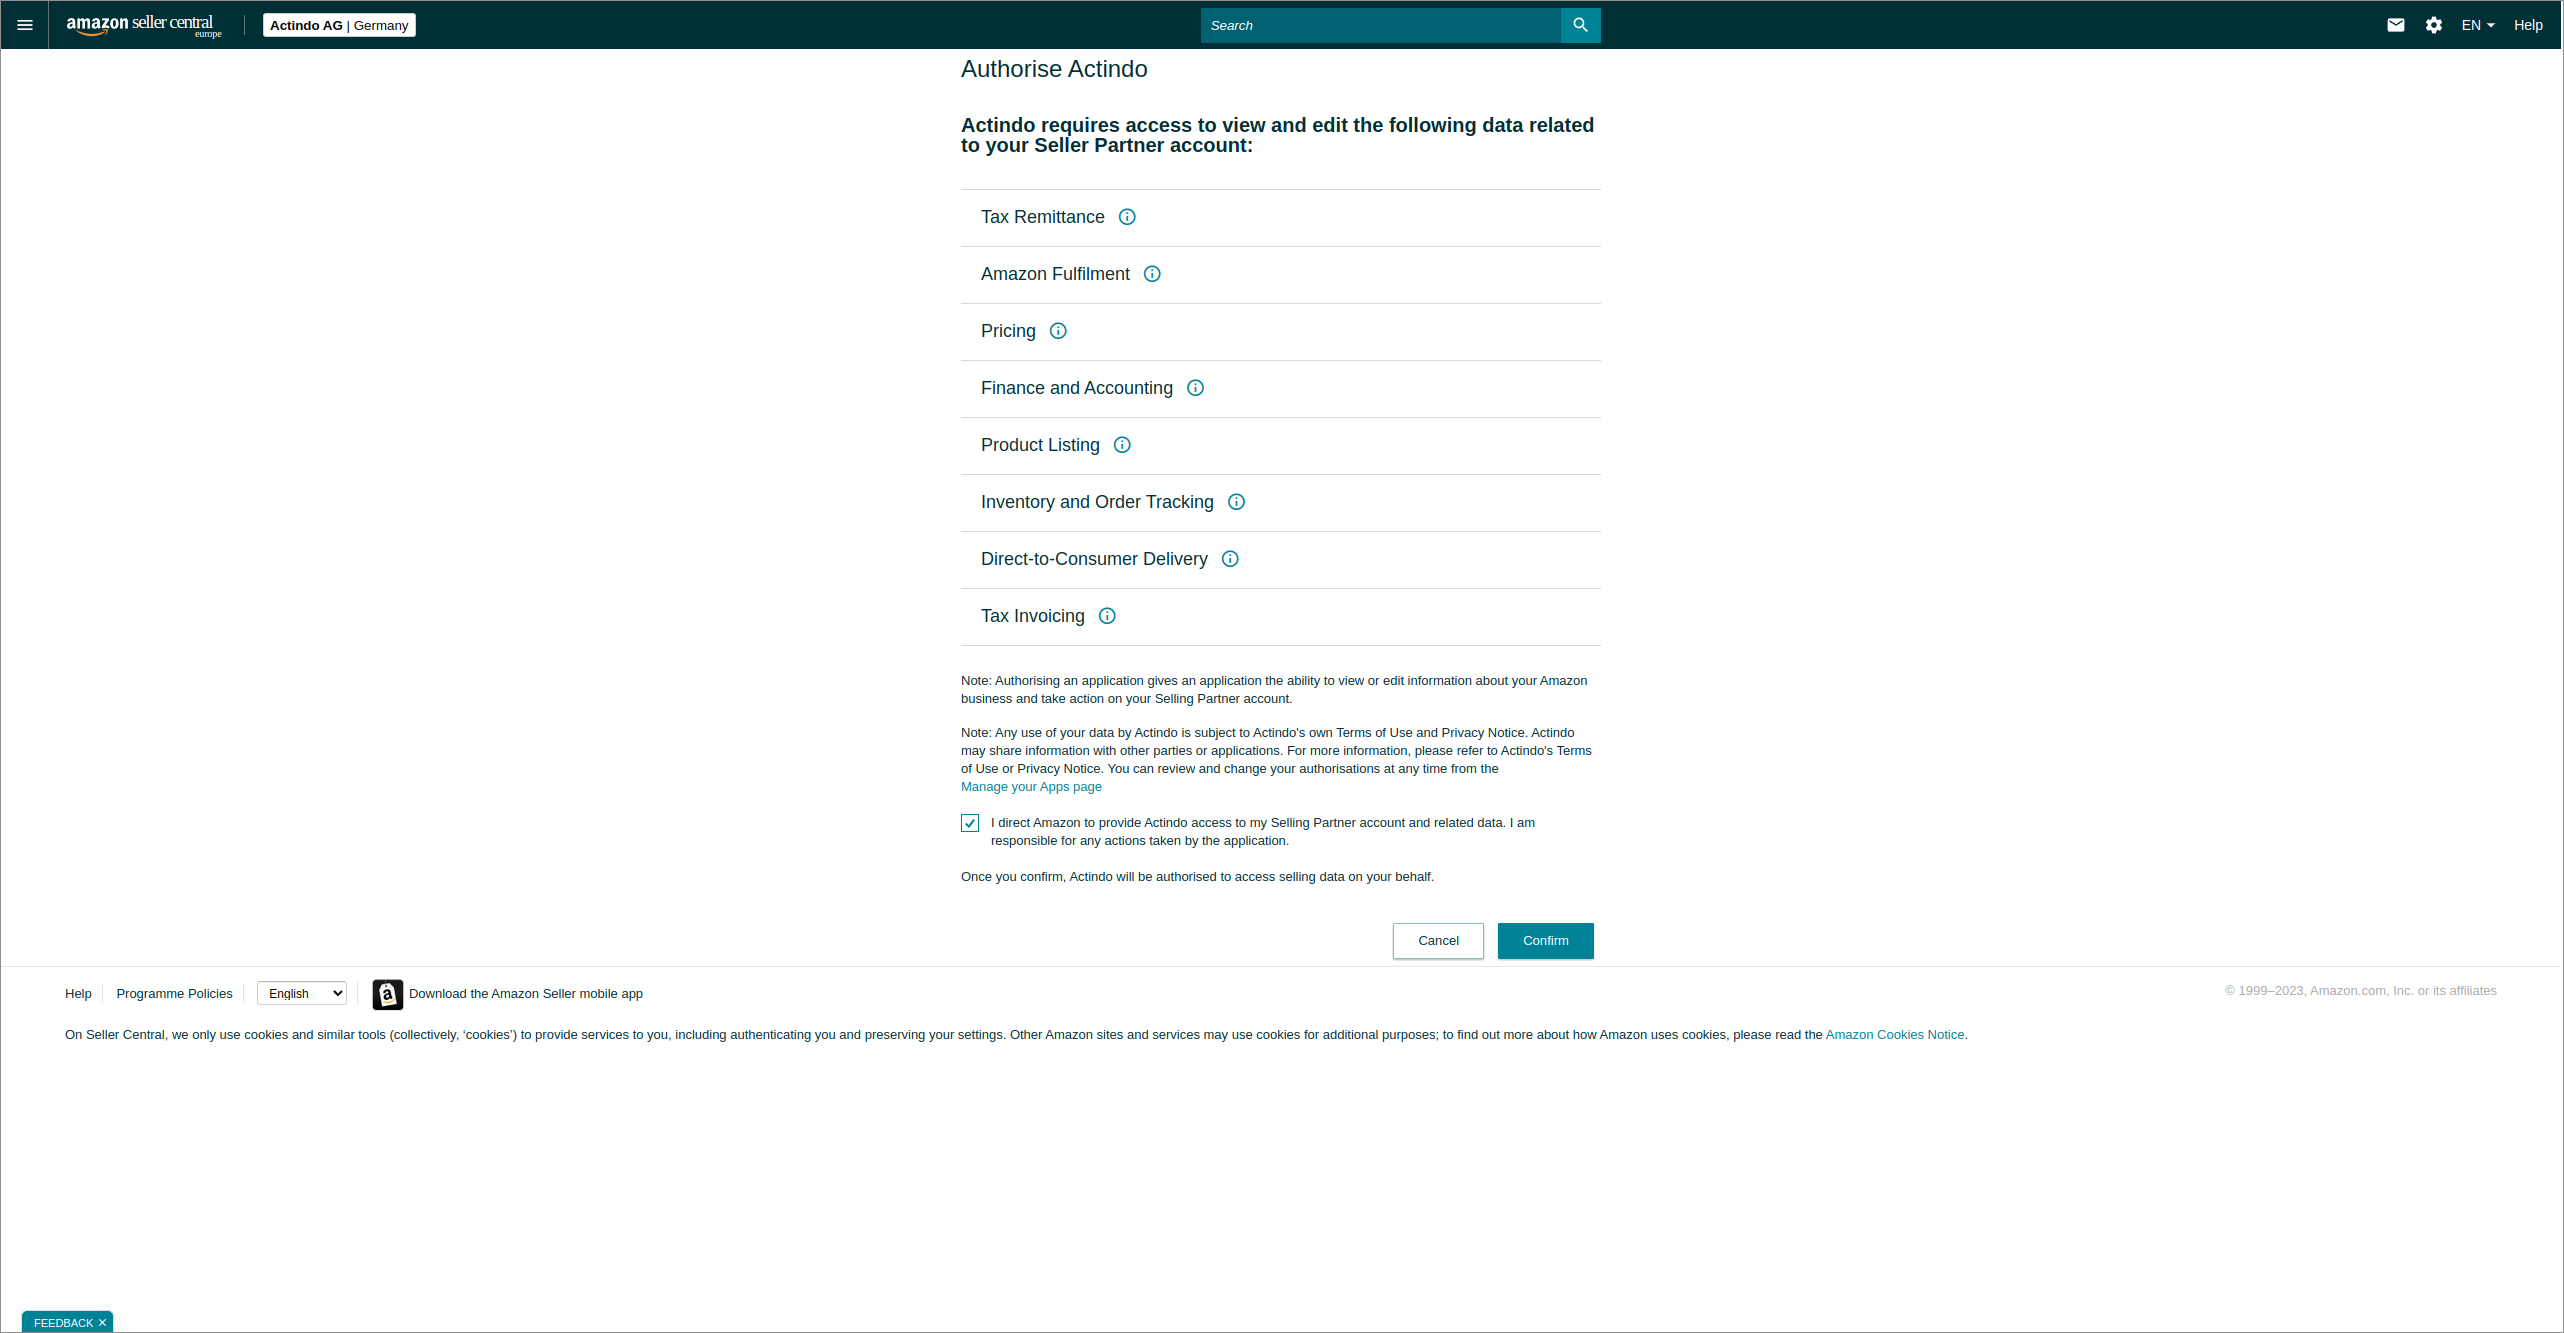 amazon seller central
europe
Actindo AG | Germany
Search
EN
Help
Authorise Actindo
Actindo requires access to view and edit the following data related
to your Seller Partner account:
Tax Remittance
Amazon Fulfilment
Pricing
Finance and Accounting
Product Listing
Inventory and Order Tracking
Direct-to-Consumer Delivery
Tax Invoicing
Note: Authorising an application gives an application the ability to view or edit information about your Amazon
business and take action on your Selling Partner account.
Note: Any use of your data by Actindo is subject to Actindo's own Terms of Use and Privacy Notice. Actindo
may share information with other parties or applications. For more information, please refer to Actindo's Terms
of Use or Privacy Notice. You can review and change your authorisations at any time from the
Manage your Apps page
I direct Amazon to provide Actindo access to my Selling Partner account and related data. I am
responsible for any actions taken by the application.
Once you confirm, Actindo will be authorised to access selling data on your behalf.
Cancel
Confirm
Help
Programme Policies
English
Download the Amazon Seller mobile app
© 1999–2023, Amazon.com, Inc. or its affiliates
On Seller Central, we only use cookies and similar tools (collectively, ‘cookies’) to provide services to you, including authenticating you and preserving your settings. Other Amazon sites and services may use cookies for additional purposes; to find out more about how Amazon uses cookies, please read the Amazon Cookies Notice.
FEEDBACK